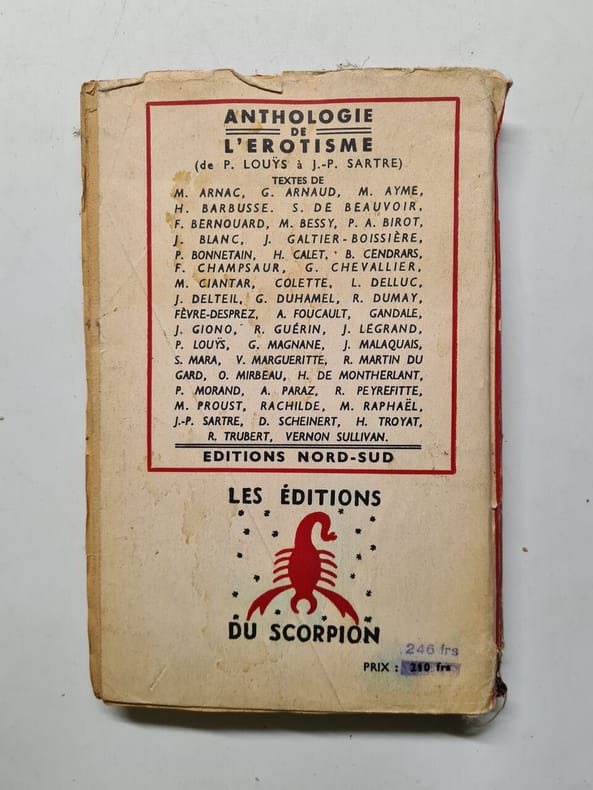 ANTHOLOGIE
DE
L'EROTISME
(de P. LOUŸS à J.-P. SARTRE)
TEXTES DE
M. ARNAC, G. ARNAUD, M. AYME,
H. BARBUSSE. S. DE BEAUVOIR,
F. BERNOUARD, M. BESSY, P. A. BIROT,
J. BLANC, J. GALTIER-BOISSIÈRE,
P. BONNETAIN, H. CALET, B. CENDRARS,
F. CHAMPSAUR, G. CHEVALLIER,
M. CIANTAR, COLETTE, L. DELLUC,
J. DELTEIL, G. DUHAMEL, R. DUMAY,
FÈVRE-DESPREZ, A. FOUCAULT, GANDALE,
J. GIONO, R. GUÉRIN, J. LÉGRAND,
P. LOUŸS, G. MAGNANE, J. MALAQUAIS,
S. MARA, V. MARGUERITTE, R. MARTIN DU
GARD, O. MIRBEAU, H. DE MONTHERLANT,
P. MORAND, A. PARAZ, R. PEYREFITTE,
M. PROUST, RACHILDE, M. RAPHAËL,
J.-P. SARTRE, D. SCHEINERT, H. TROYAT,
R. TRUBERT, VERNON SULLIVAN.
EDITIONS NORD-SUD
LES ÉDITIONS
DU SCORPION
246 frs
PRIX : 210 frs